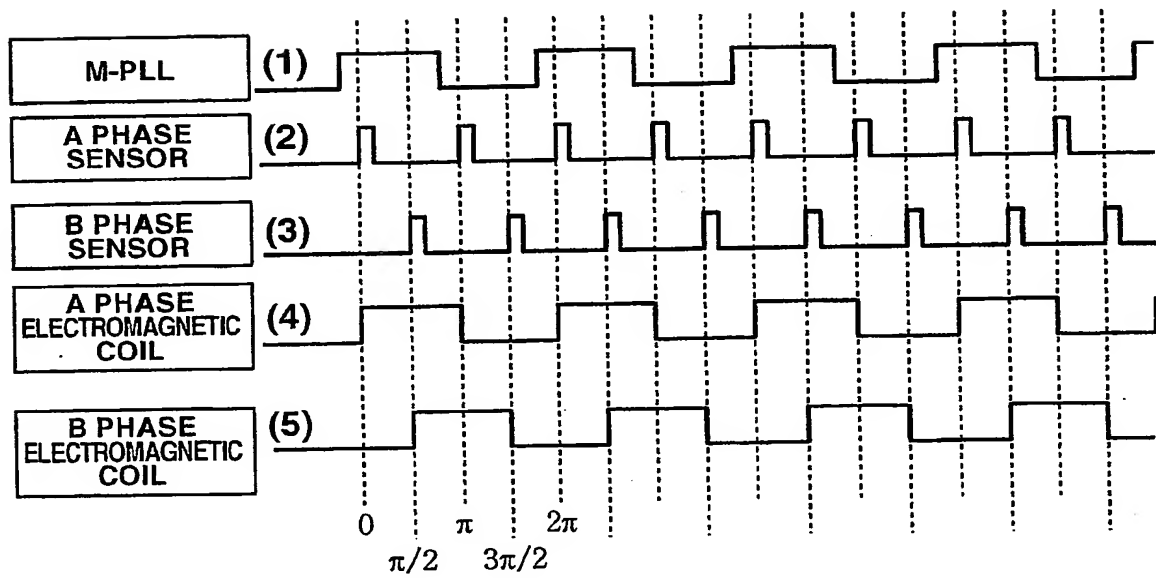 M-PLL
(1)
A PHASE
SENSOR
(2)
B PHASE
SENSOR
(3)
A PHASE
ELECTROMAGNETIC
COIL
(4)
B PHASE
ELECTROMAGNETIC
COIL
(5)
0
π
2π
π/2
3π/2